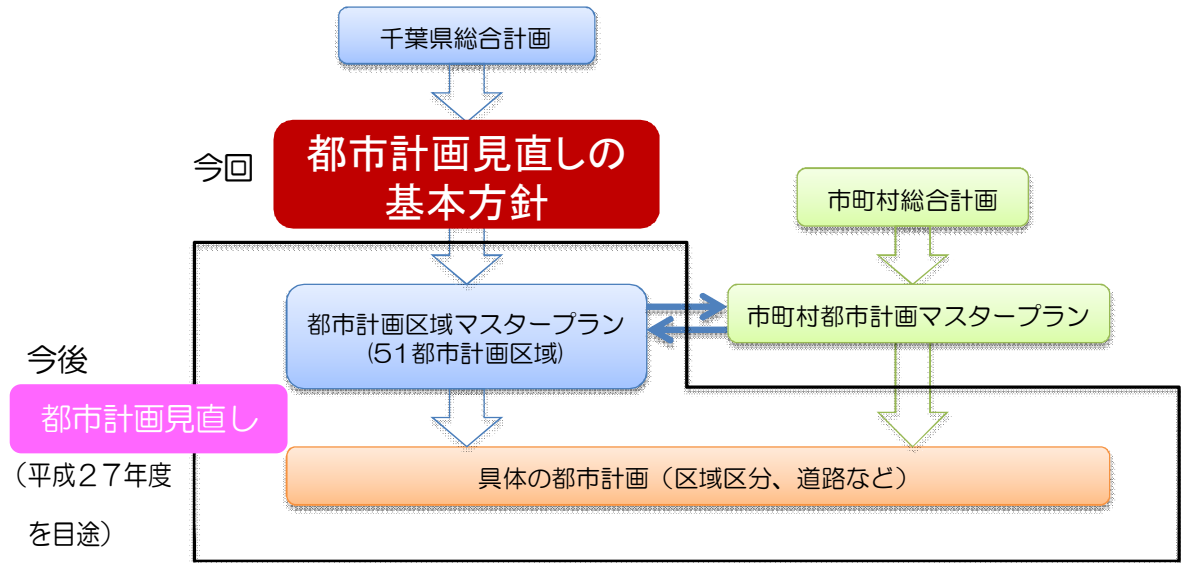 千葉県総合計画
今回
都市計画見直しの
基本方針
市町村総合計画
都市計画区域マスタープラン
(51都市計画区域)
市町村都市計画マスタープラン
今後
都市計画見直し
（平成２７年度
を目途）
具体の都市計画（区域区分、道路など）